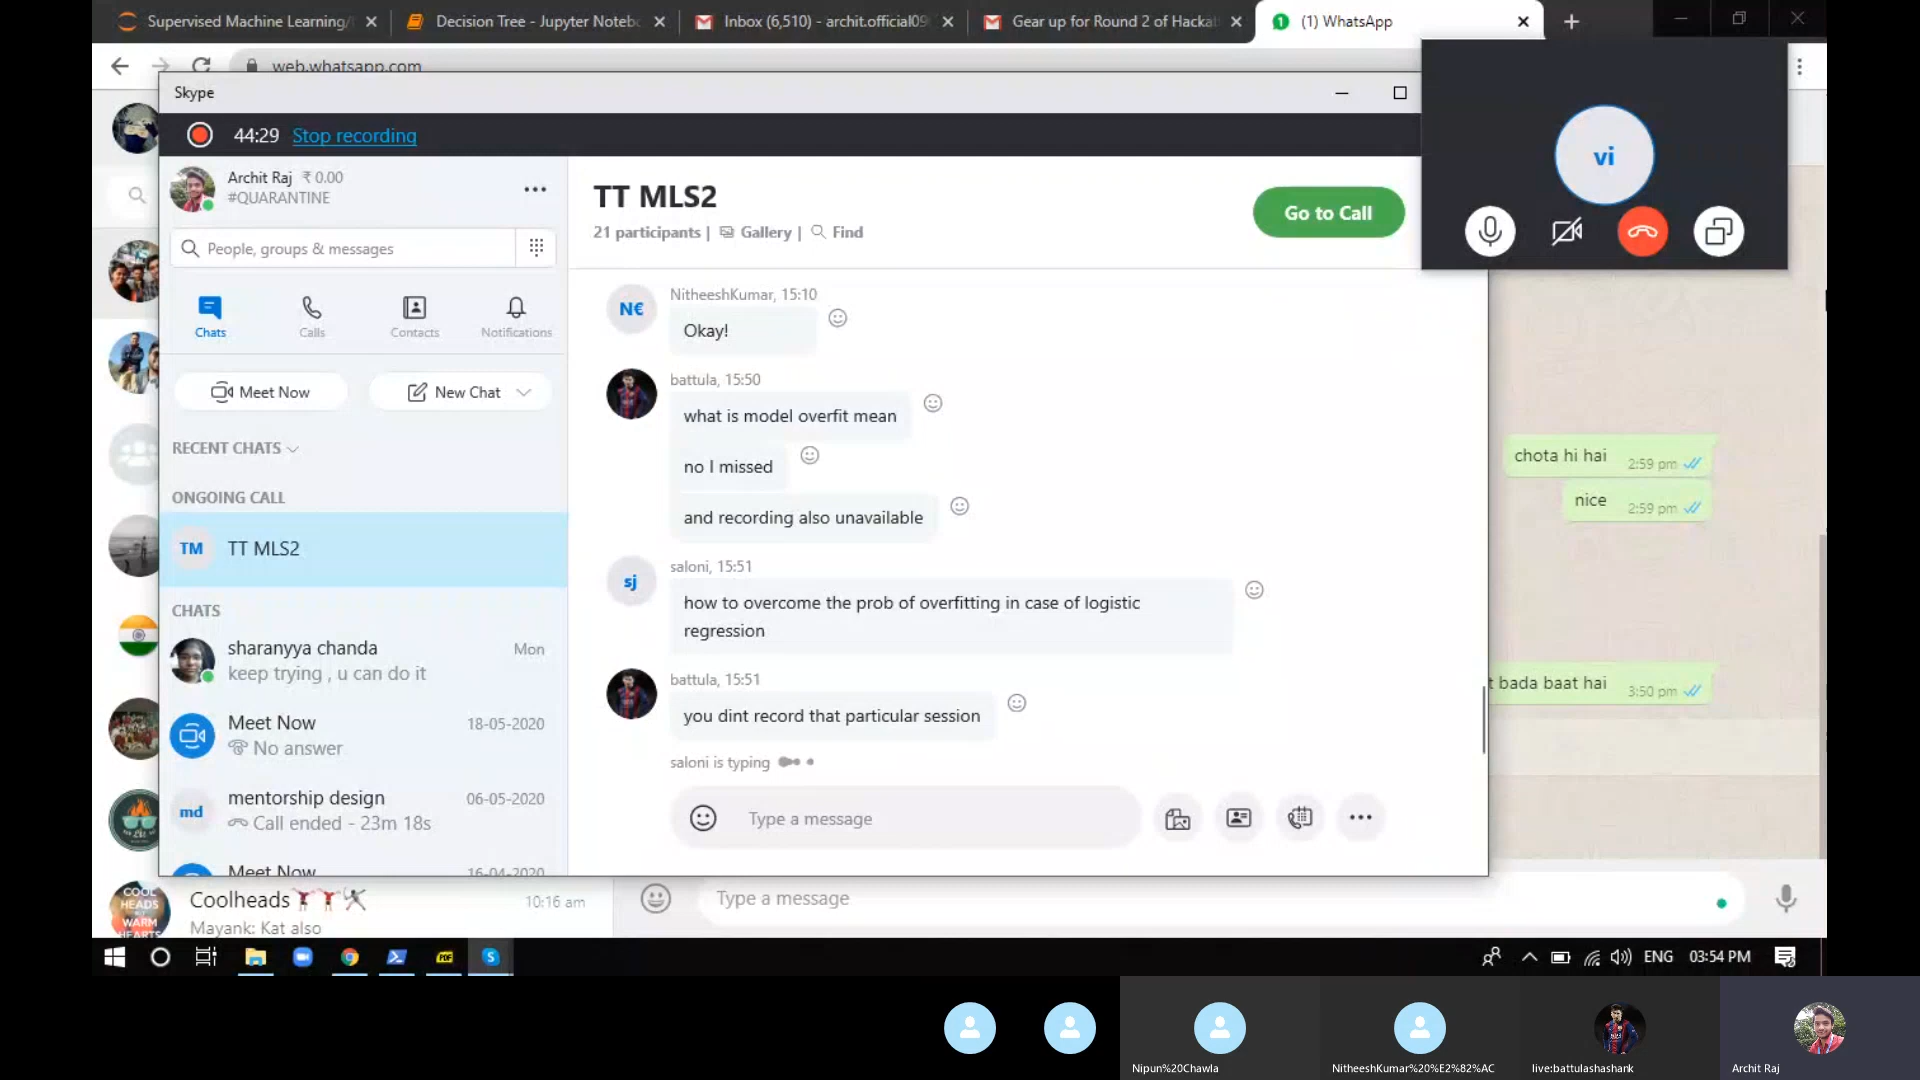 Supervised Machine Learning/
Decision Tree - Jupyter Notebo
Inbox (6,510) - archit.official09
Gear up for Round 2 of Hackat
(1) WhatsApp
web.whatsapp.com
Skype
44:29 Stop recording
Archit Raj ₹ 0.00
#QUARANTINE
People, groups & messages
Chats
Calls
Contacts
Notifications
Meet Now
New Chat
RECENT CHATS
ONGOING CALL
TM
TT MLS2
CHATS
sharanyya chanda Mon
keep trying , u can do it
Meet Now 18-05-2020
No answer
md
mentorship design 06-05-2020
Call ended - 23m 18s
Meet Now 16-04-2020
TT MLS2
21 participants | Gallery | Find
Go to Call
vi
N€
NitheeshKumar, 15:10
Okay!
battula, 15:50
what is model overfit mean
no I missed
and recording also unavailable
sj
saloni, 15:51
how to overcome the prob of overfitting in case of logistic
regression
battula, 15:51
you dint record that particular session
saloni is typing
Type a message
chota hi hai 2:59 pm
nice 2:59 pm
t bada baat hai 3:50 pm
COOL
HEADS
WARM
HEARTS
Coolheads 10:16 am
Mayank: Kat also
Type a message
ENG 03:54 PM
Nipun%20Chawla
NitheeshKumar%20%E2%82%AC
live:battulashashank
Archit Raj